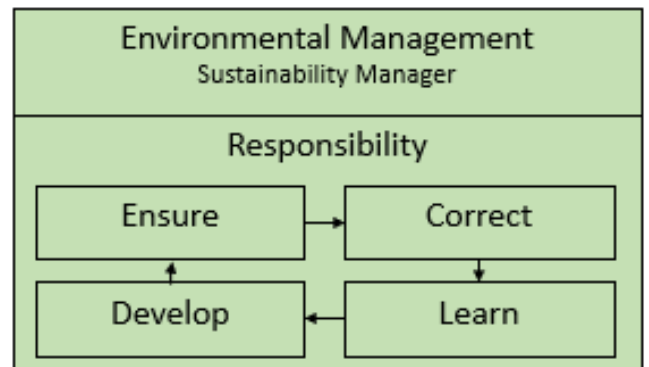 Environmental Management
Sustainability Manager
Responsibility
Ensure
Correct
Develop
Learn